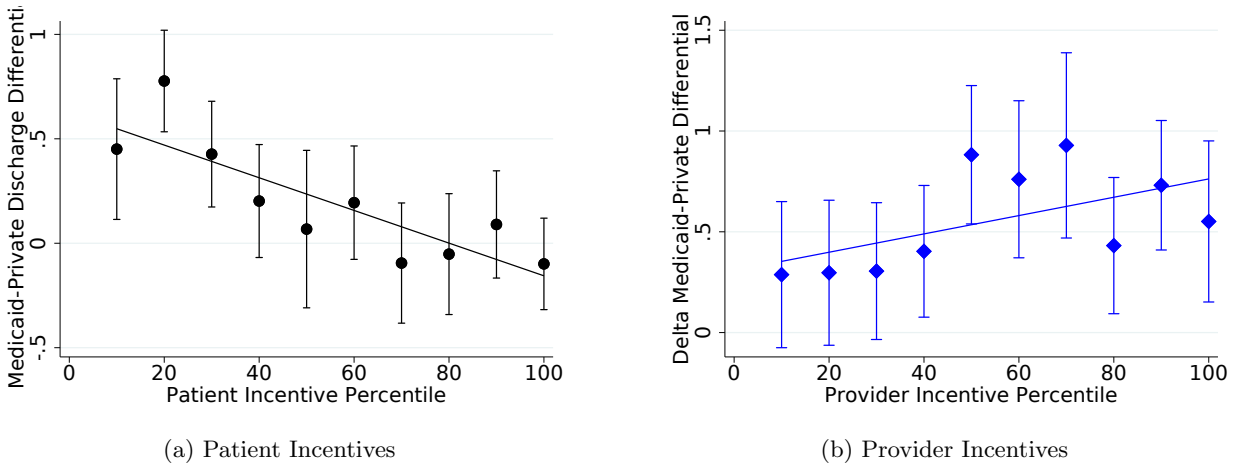 Medicaid-Private Discharge Differenti
1
.5
0
-.5
0 20 40 60 80 100
Patient Incentive Percentile
(a) Patient Incentives
Delta Medicaid-Private Differential
1.5
1
.5
0
0 20 40 60 80 100
Provider Incentive Percentile
(b) Provider Incentives